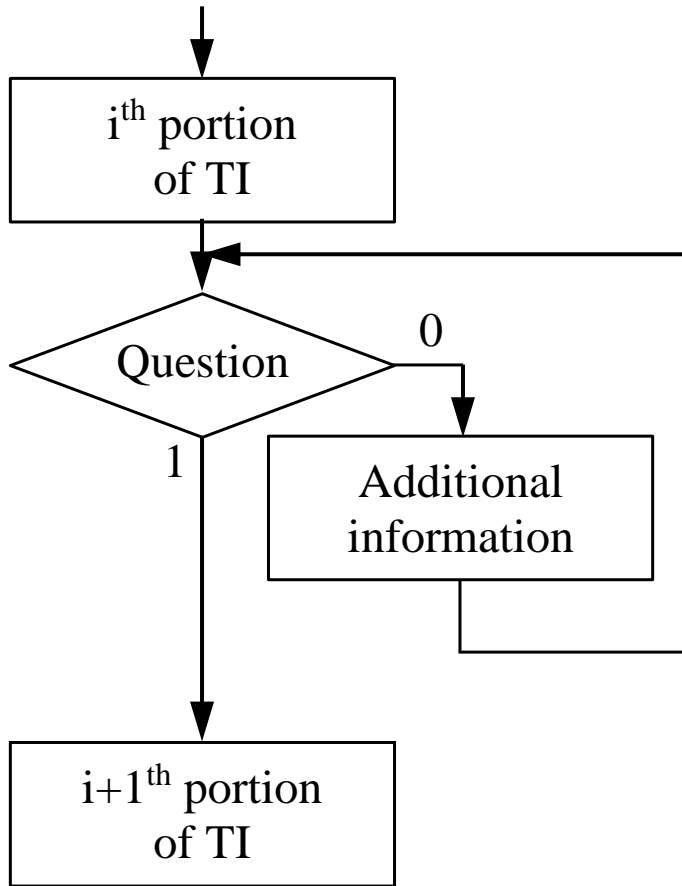 iᵗʰ portion
of TI
Question
0
1
Additional
information
i+1ᵗʰ portion
of TI